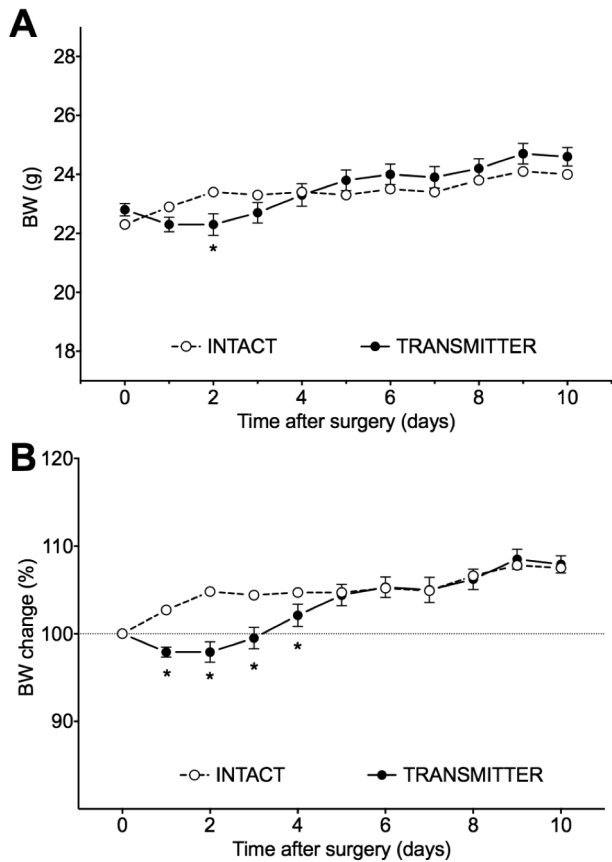 A
BW (g)
28
26
24
22
20
18
*
INTACT TRANSMITTER
0 2 4 6 8 10
Time after surgery (days)
B
BW change (%)
120
110
100
90
* * * *
INTACT TRANSMITTER
0 2 4 6 8 10
Time after surgery (days)